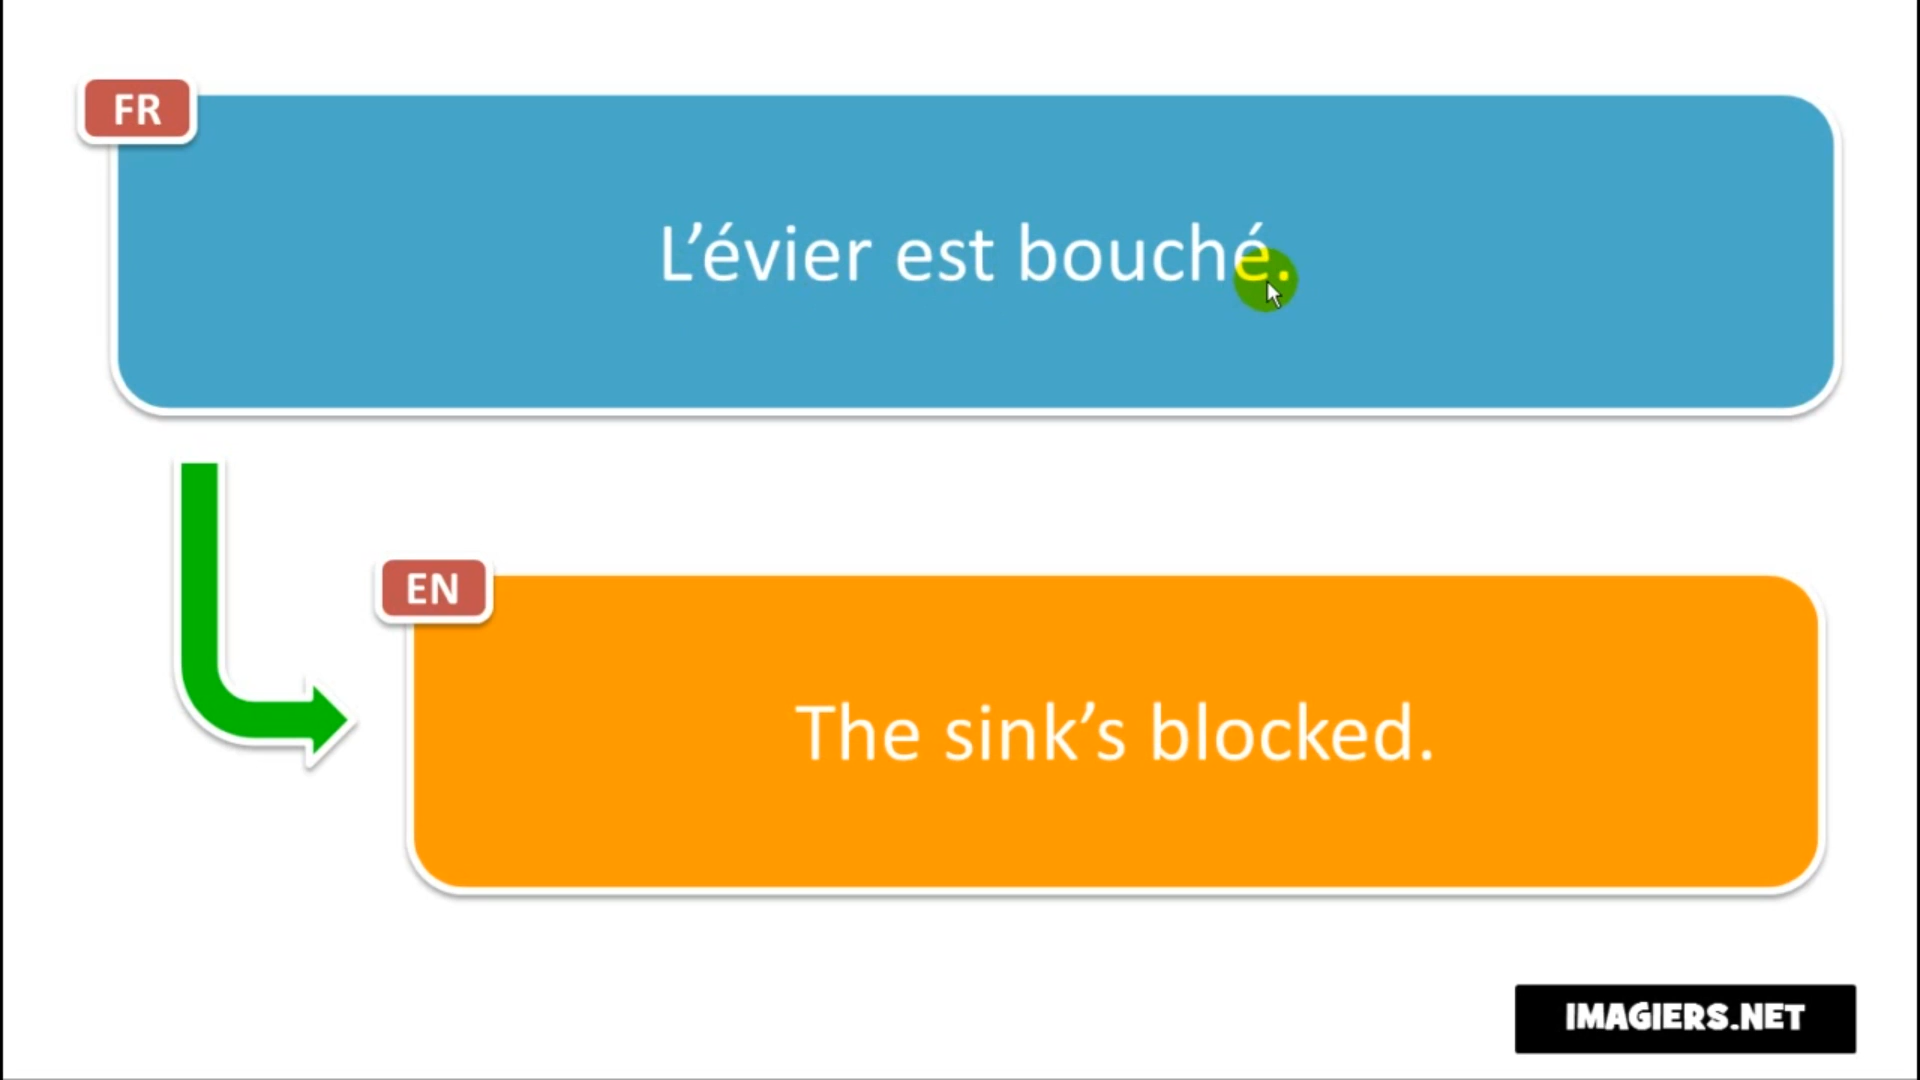 FR
L’évier est bouché.
EN
The sink’s blocked.
IMAGIERS.NET